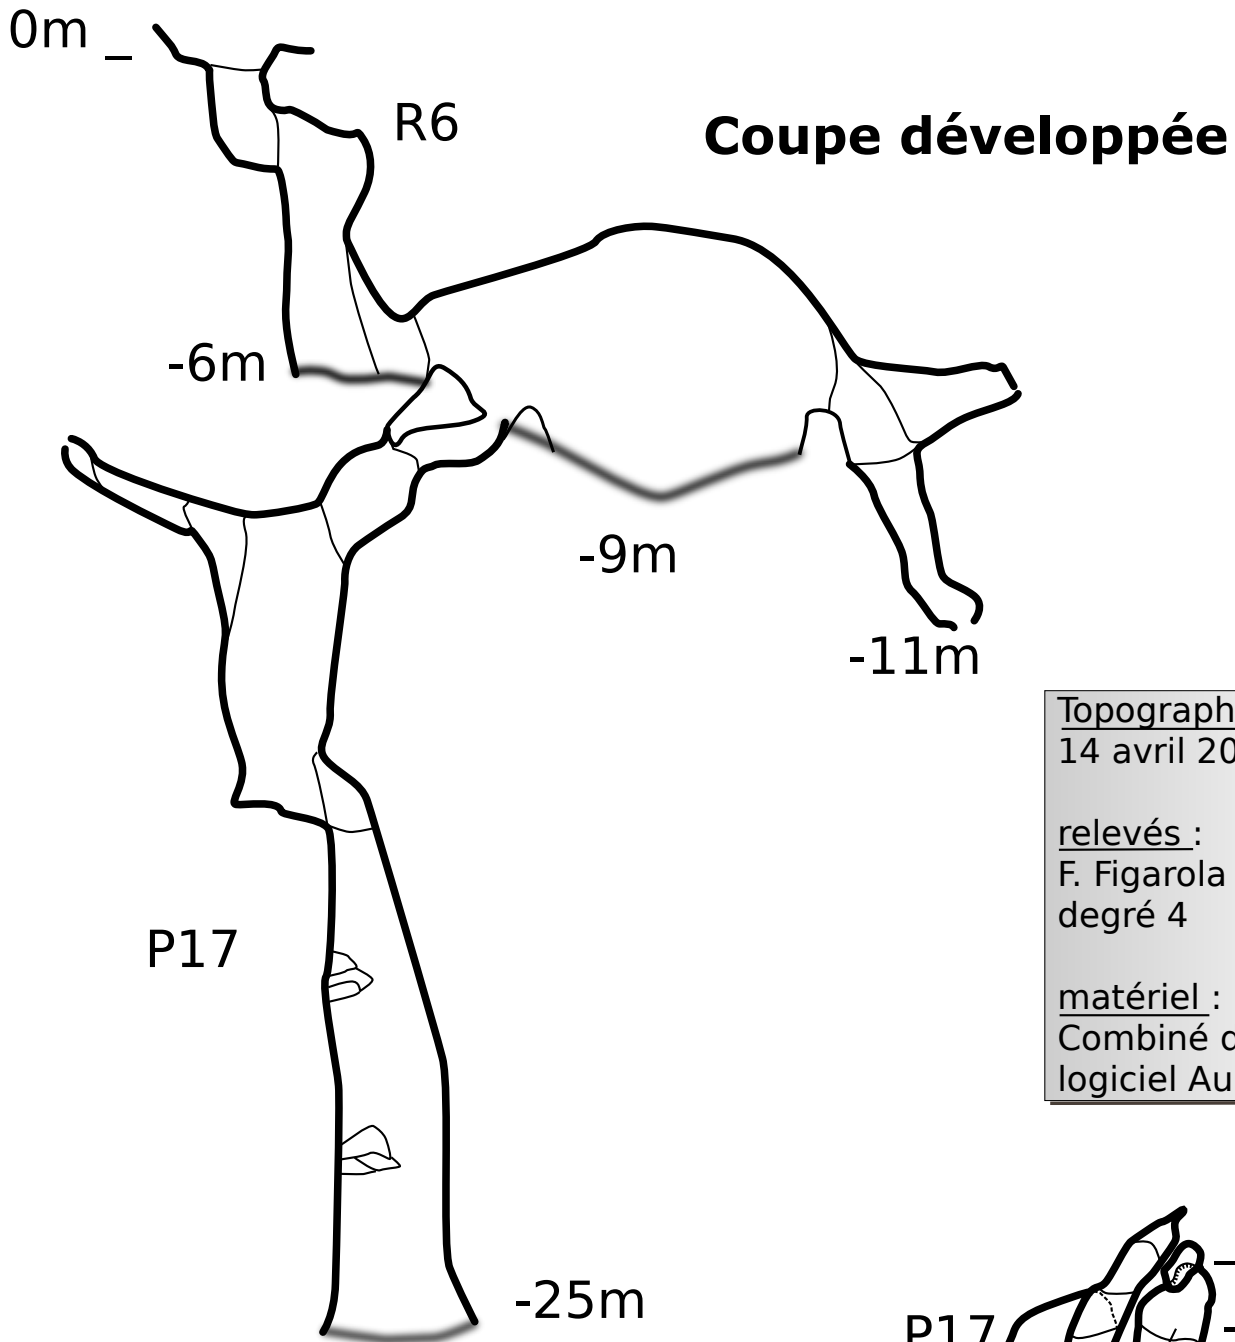 0m
R6
Coupe développée
-6m
-9m
-11m
Topograph
14 avril 20
relevés :
F. Figarola
degré 4
matériel :
Combiné d
logiciel Au
P17
-25m
P17